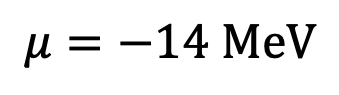 𝜇 = −14 MeV